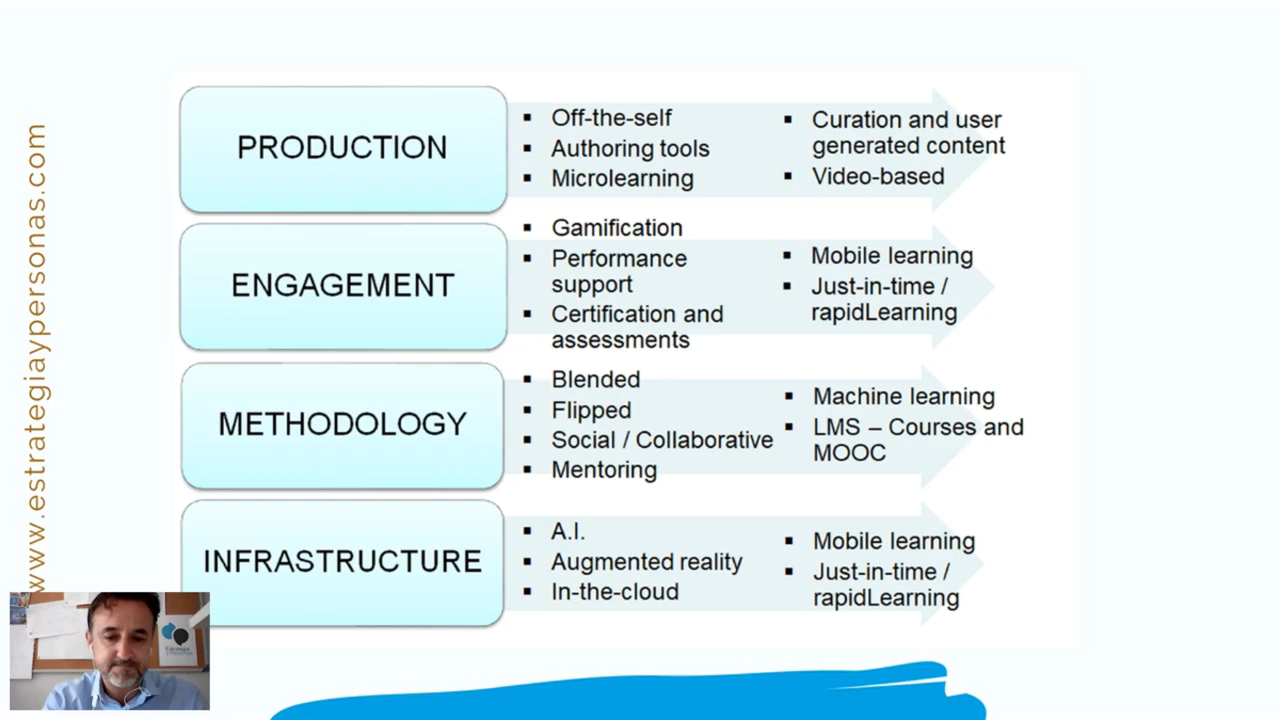 www.estrategiaypersonas.com
PRODUCTION
▪ Off-the-self
▪ Authoring tools
▪ Microlearning
▪ Curation and user
generated content
▪ Video-based
ENGAGEMENT
▪ Gamification
▪ Performance
support
▪ Certification and
assessments
▪ Mobile learning
▪ Just-in-time /
rapidLearning
METHODOLOGY
▪ Blended
▪ Flipped
▪ Social / Collaborative
▪ Mentoring
▪ Machine learning
▪ LMS – Courses and
MOOC
INFRASTRUCTURE
▪ A.I.
▪ Augmented reality
▪ In-the-cloud
▪ Mobile learning
▪ Just-in-time /
rapidLearning